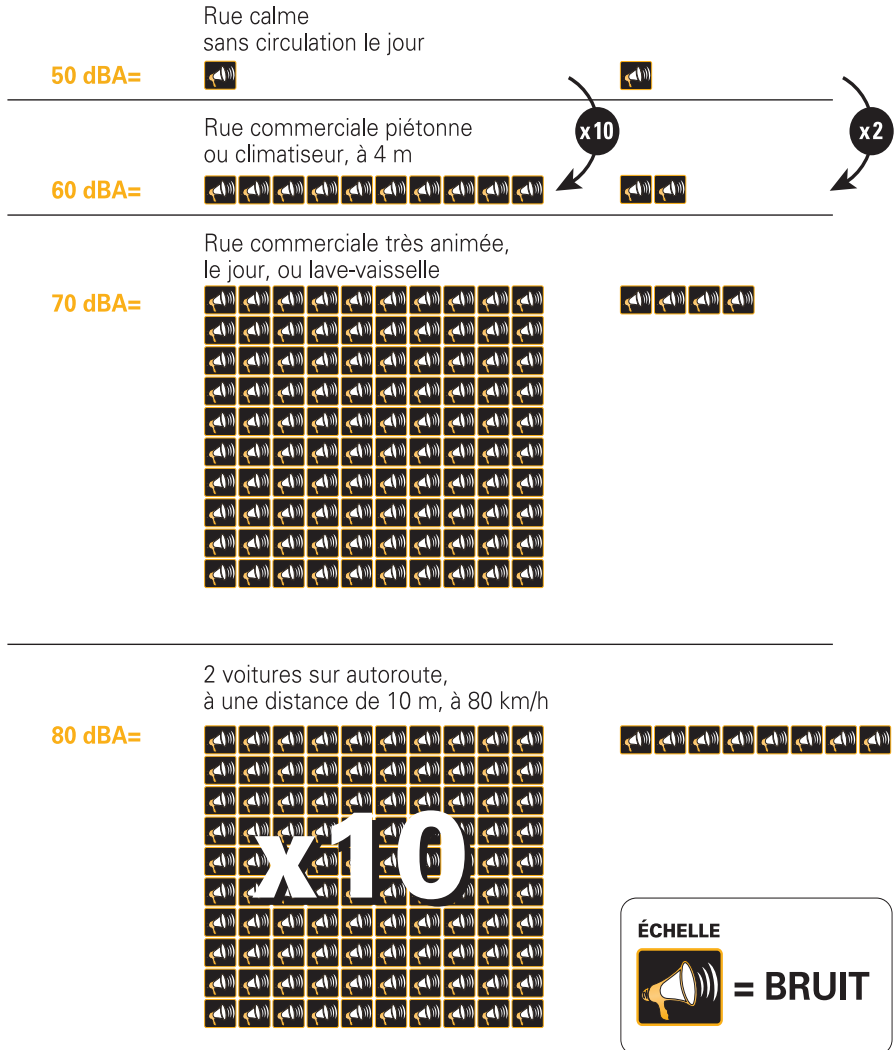 Rue calme
sans circulation le jour
50 dBA=
x10
x2
Rue commerciale piétonne
ou climatiseur, à 4 m
60 dBA=
Rue commerciale très animée,
le jour, ou lave-vaisselle
70 dBA=
2 voitures sur autoroute,
à une distance de 10 m, à 80 km/h
80 dBA=
x10
ÉCHELLE
= BRUIT